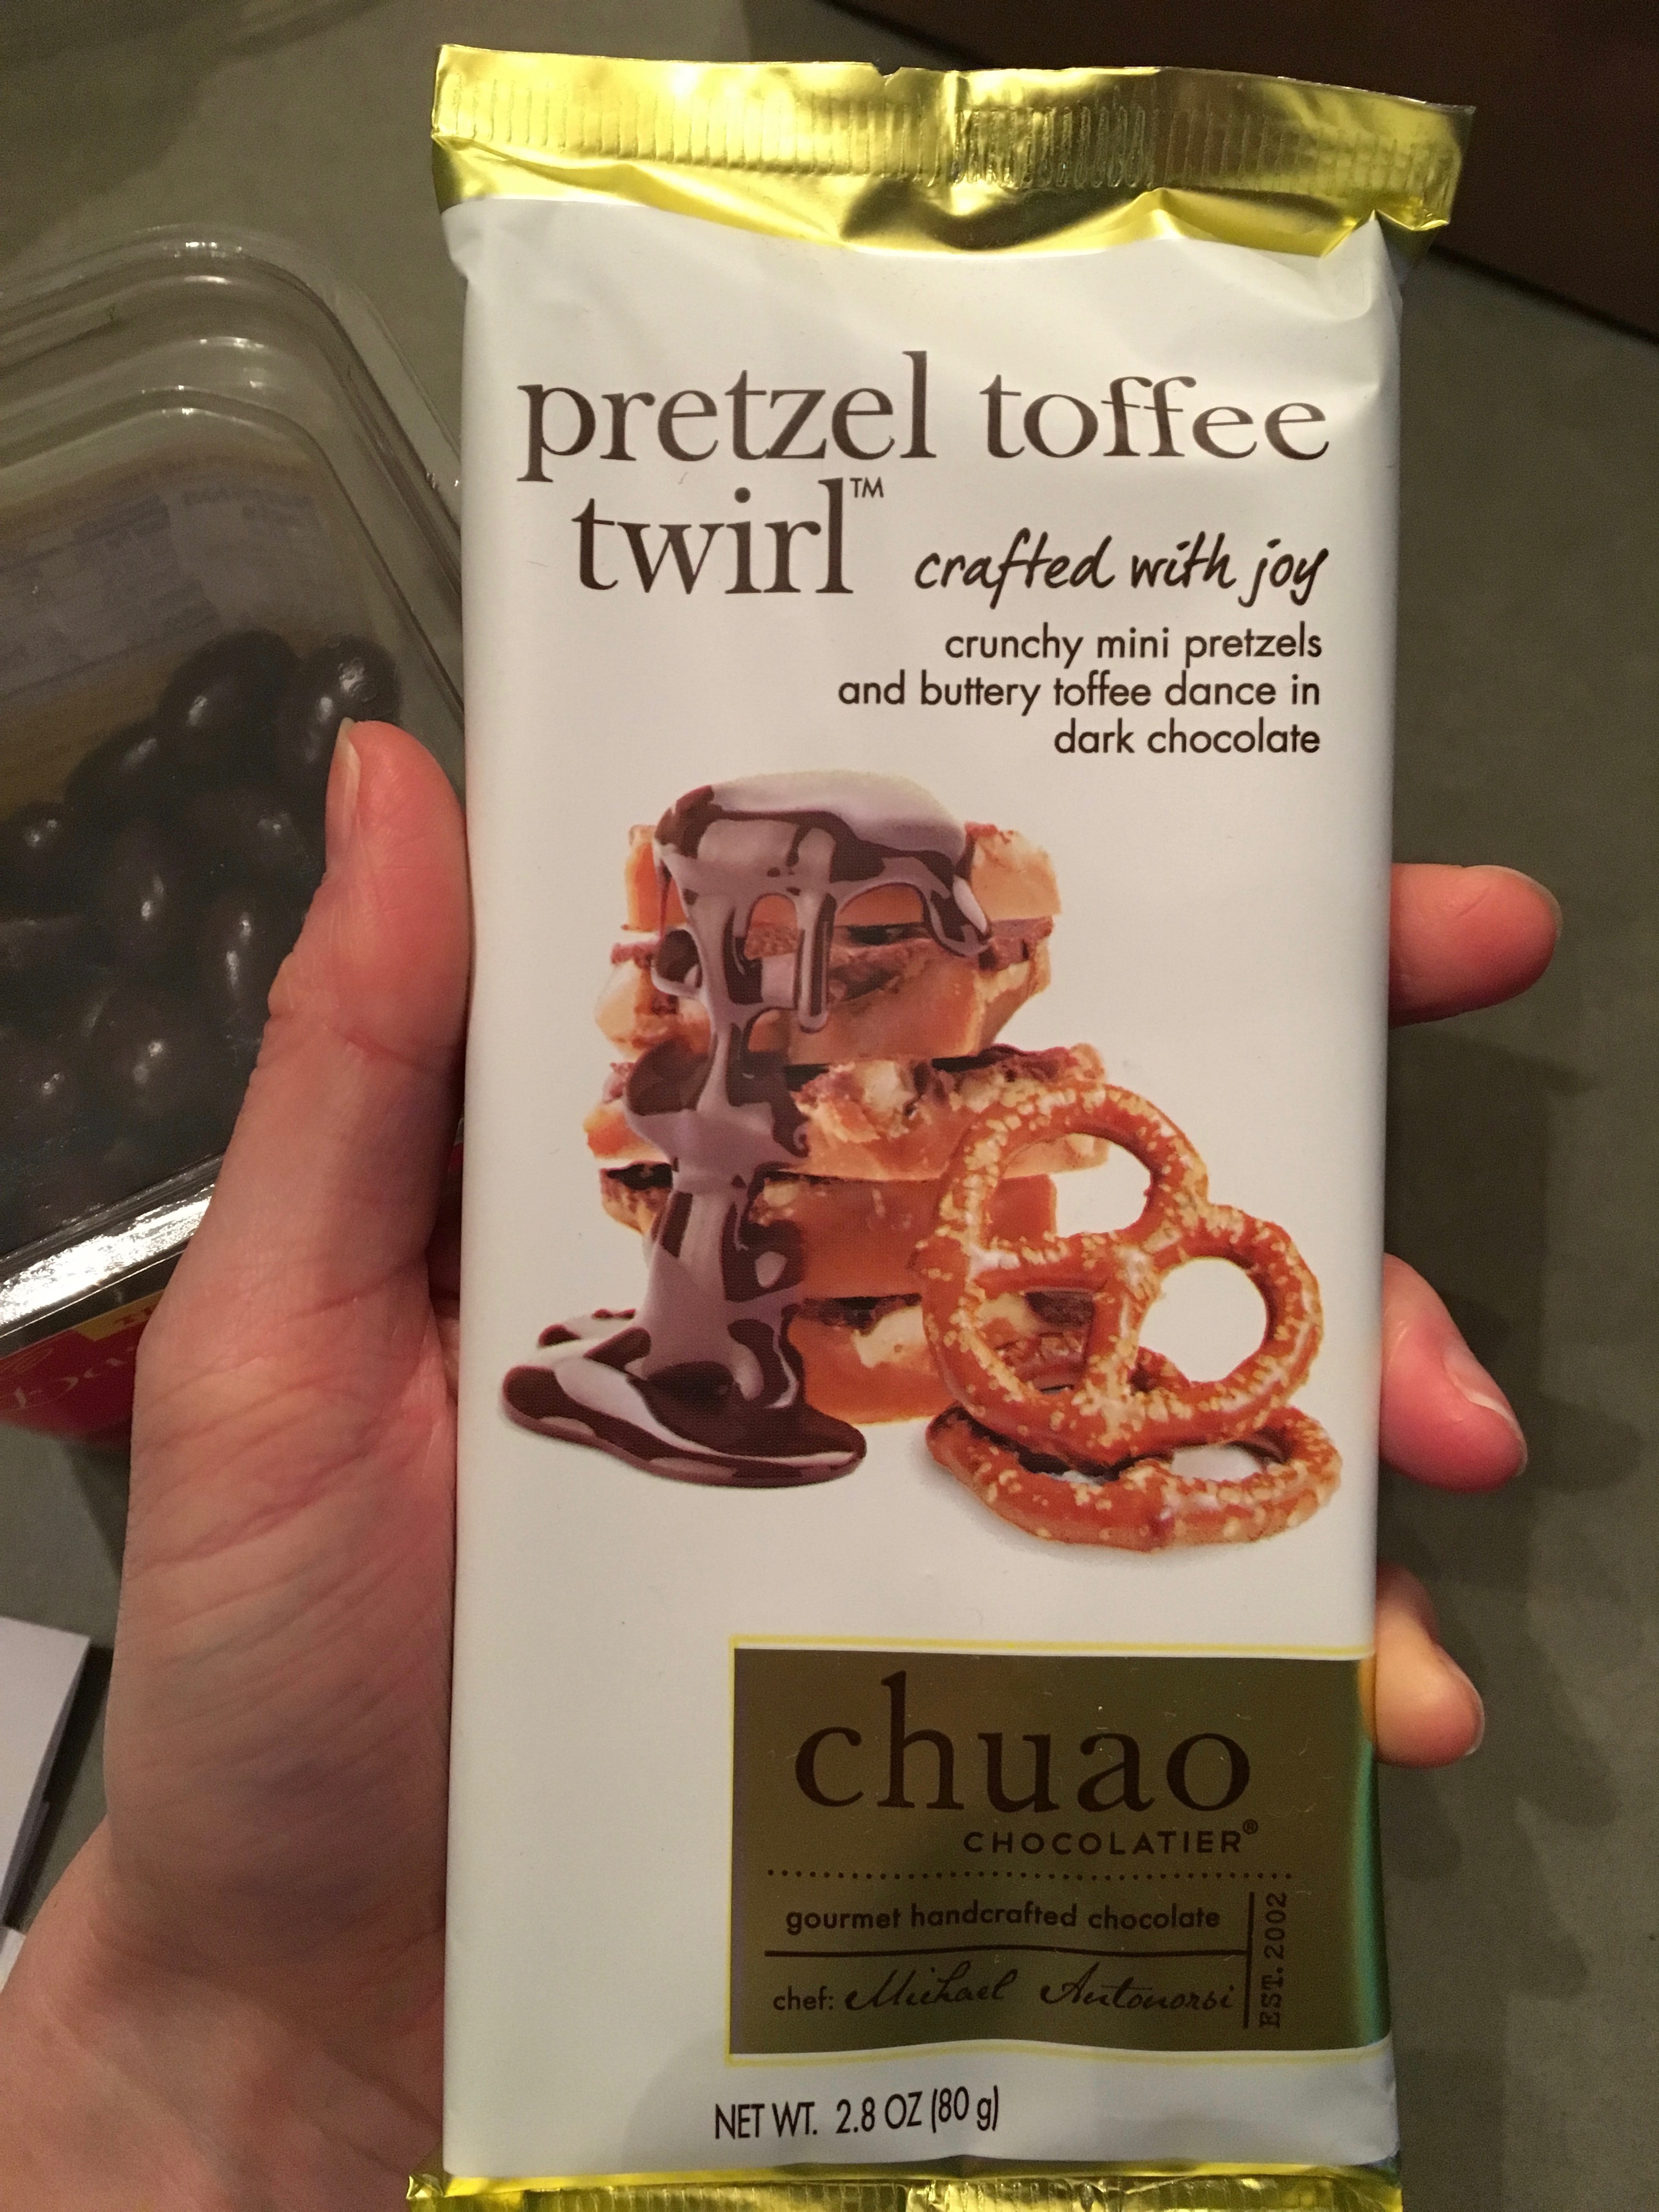 pretzel toffee
twirl™ crafted with joy
crunchy mini pretzels
and buttery toffee dance in
dark chocolate
chuao
CHOCOLATIER®
gourmet handcrafted chocolate
chef: Michael Antonorsi
EST. 2002
NET WT. 2.8 OZ (80 g)